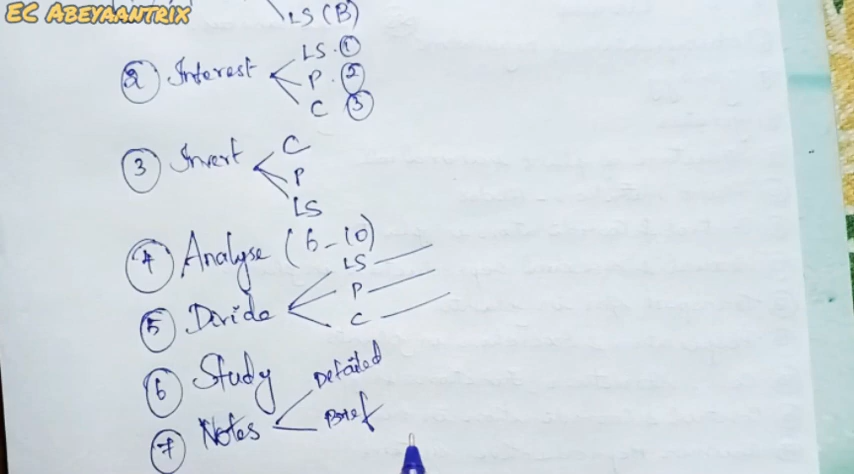 EC ABEYAANTRIX
LS (B)
② Interest
LS . ①
P . ②
C ③
③ Invert
C
P
LS
④ Analyse (6-10)
⑤ Divide
LS
P
C
⑥ Study
⑦ Notes
Detailed
Brief